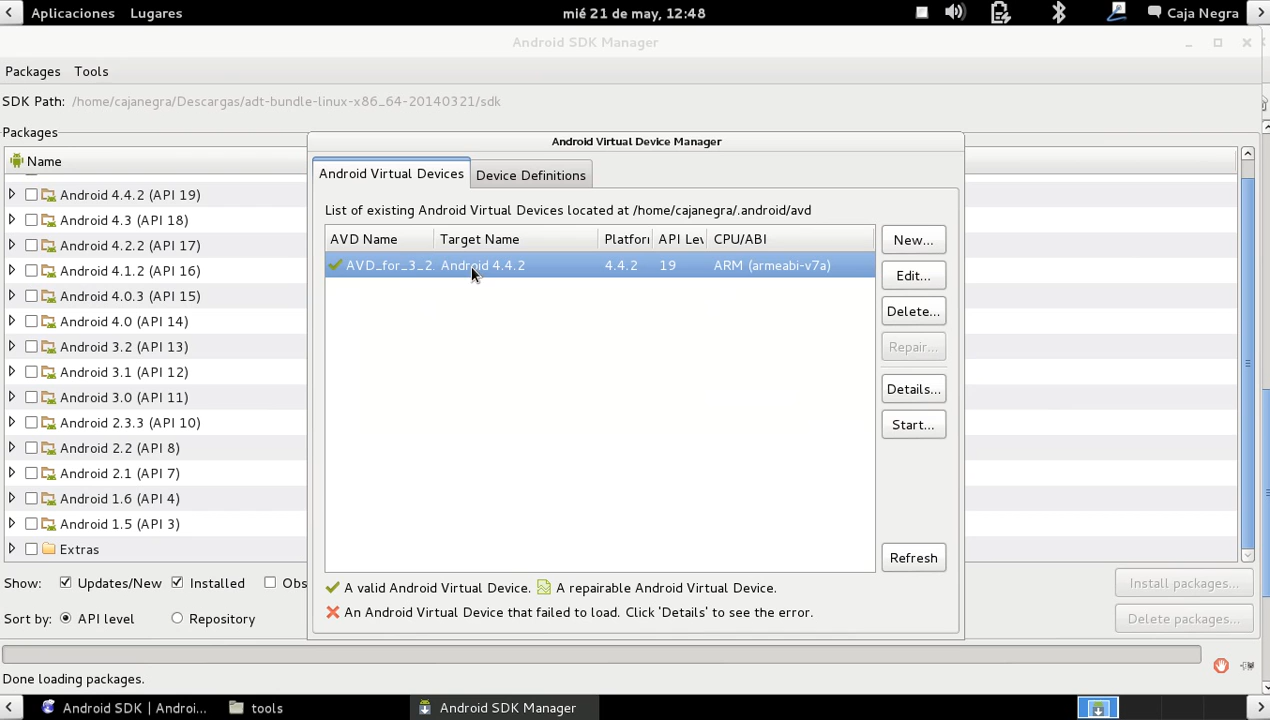 Aplicaciones Lugares mié 21 de may, 12:48 Caja Negra
Android SDK Manager
Packages Tools
SDK Path: /home/cajanegra/Descargas/adt-bundle-linux-x86_64-20140321/sdk
Packages
Name
Android 4.4.2 (API 19)
Android 4.3 (API 18)
Android 4.2.2 (API 17)
Android 4.1.2 (API 16)
Android 4.0.3 (API 15)
Android 4.0 (API 14)
Android 3.2 (API 13)
Android 3.1 (API 12)
Android 3.0 (API 11)
Android 2.3.3 (API 10)
Android 2.2 (API 8)
Android 2.1 (API 7)
Android 1.6 (API 4)
Android 1.5 (API 3)
Extras
Show: Updates/New Installed Obs
Sort by: API level Repository
Install packages...
Delete packages...
Done loading packages.
Android Virtual Device Manager
Android Virtual Devices Device Definitions
List of existing Android Virtual Devices located at /home/cajanegra/.android/avd
AVD Name Target Name Platfor API Lev CPU/ABI
AVD_for_3_2. Android 4.4.2 4.4.2 19 ARM (armeabi-v7a)
New...
Edit...
Delete...
Repair...
Details...
Start...
Refresh
A valid Android Virtual Device. A repairable Android Virtual Device.
An Android Virtual Device that failed to load. Click 'Details' to see the error.
Android SDK | Androi... tools Android SDK Manager